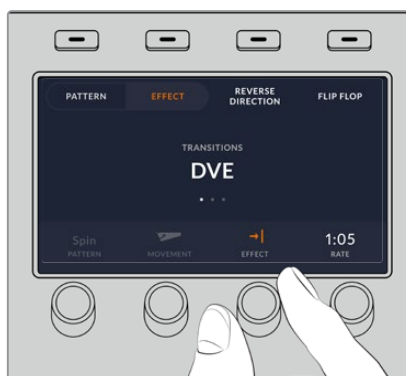 PATTERN
EFFECT
REVERSE
DIRECTION
FLIP FLOP
TRANSITIONS
DVE
Spin
PATTERN
MOVEMENT
EFFECT
1:05
RATE